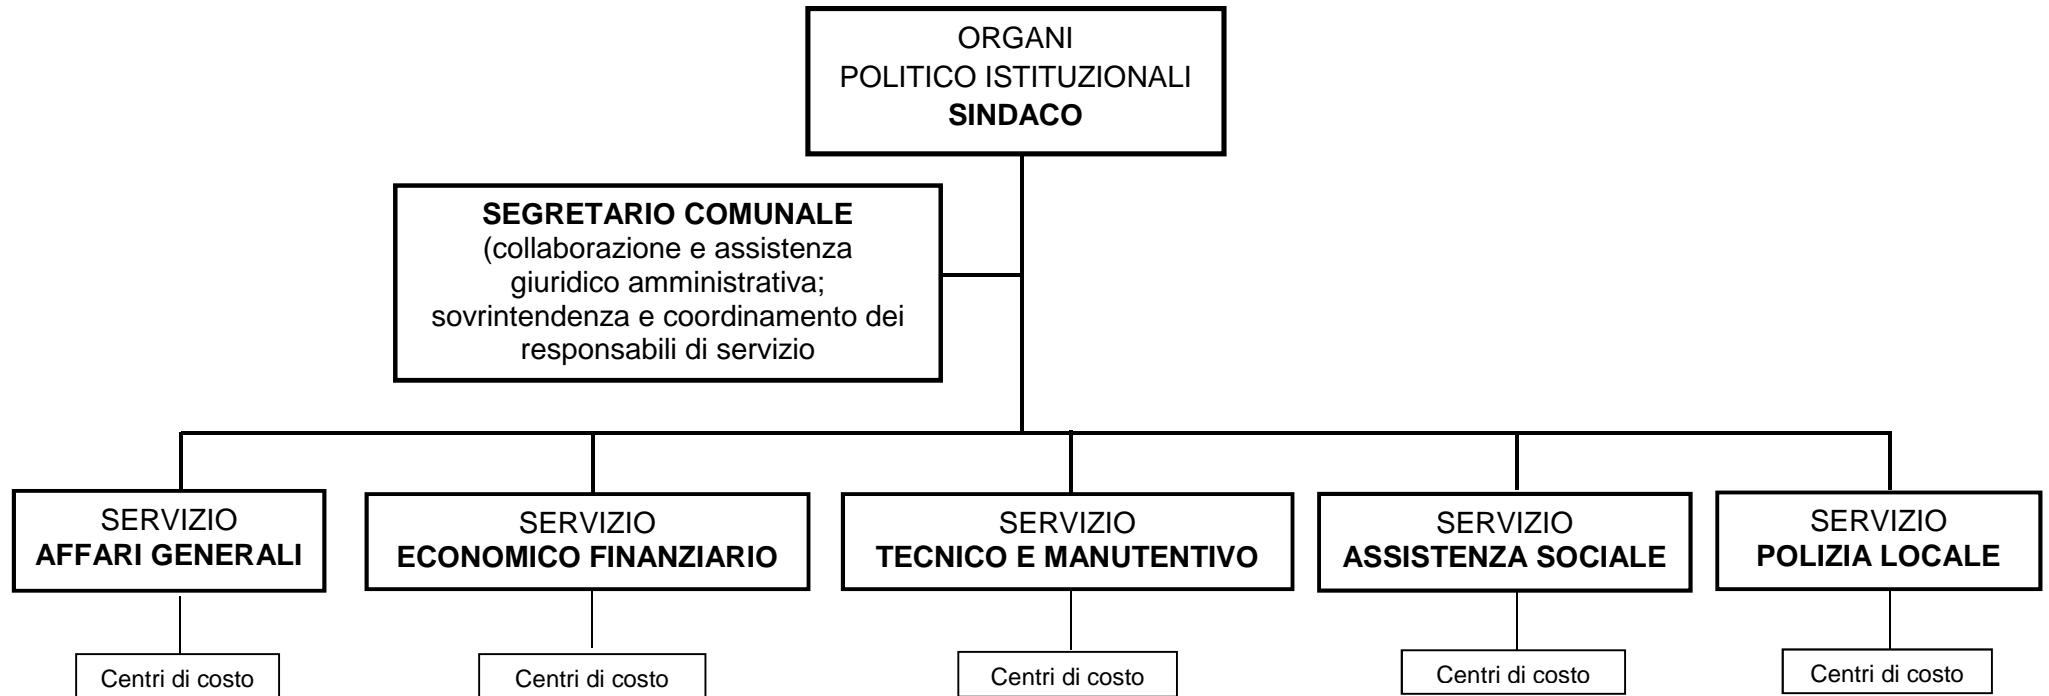 ORGANI
POLITICO ISTITUZIONALI
SINDACO
SEGRETARIO COMUNALE
(collaborazione e assistenza
giuridico amministrativa;
sovrintendenza e coordinamento dei
responsabili di servizio
SERVIZIO
AFFARI GENERALI
SERVIZIO
ECONOMICO FINANZIARIO
SERVIZIO
TECNICO E MANUTENTIVO
SERVIZIO
ASSISTENZA SOCIALE
SERVIZIO
POLIZIA LOCALE
Centri di costo
Centri di costo
Centri di costo
Centri di costo
Centri di costo